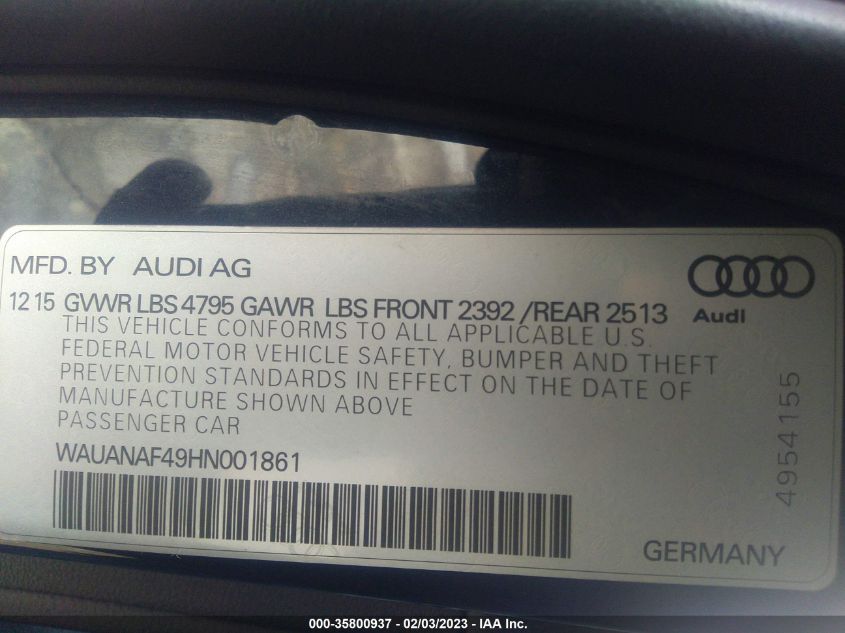 MFD. BY AUDI AG
12 15 GVWR LBS 4795 GAWR LBS FRONT 2392 /REAR 2513
Audi
THIS VEHICLE CONFORMS TO ALL APPLICABLE U.S.
FEDERAL MOTOR VEHICLE SAFETY, BUMPER AND THEFT
PREVENTION STANDARDS IN EFFECT ON THE DATE OF
MANUFACTURE SHOWN ABOVE
PASSENGER CAR
WAUANAF49HN001861
4954155
GERMANY
000-35800937 - 02/03/2023 - IAA Inc.